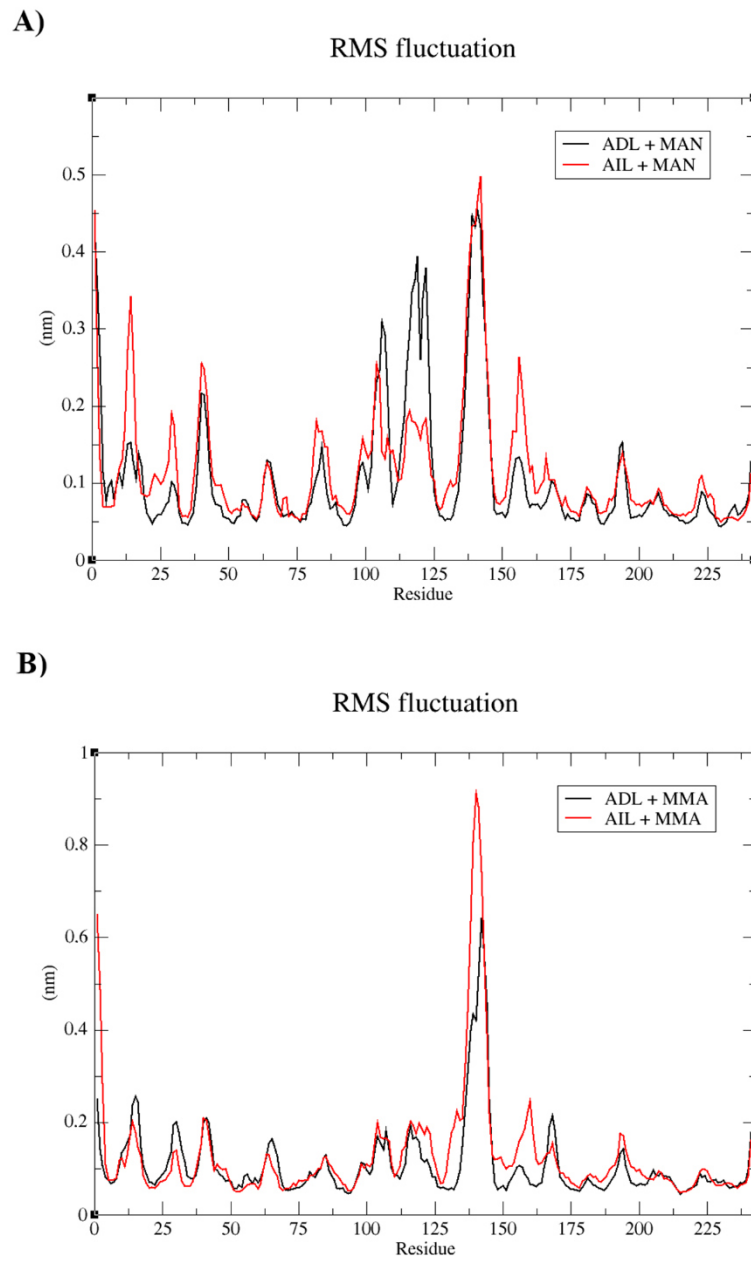 A)
RMS fluctuation
ADL + MAN
AIL + MAN
0.5
0.4
0.3
0.2
0.1
0
(nm)
0 25 50 75 100 125 150 175 200 225
Residue
B)
RMS fluctuation
ADL + MMA
AIL + MMA
1
0.8
0.6
0.4
0.2
0
(nm)
0 25 50 75 100 125 150 175 200 225
Residue